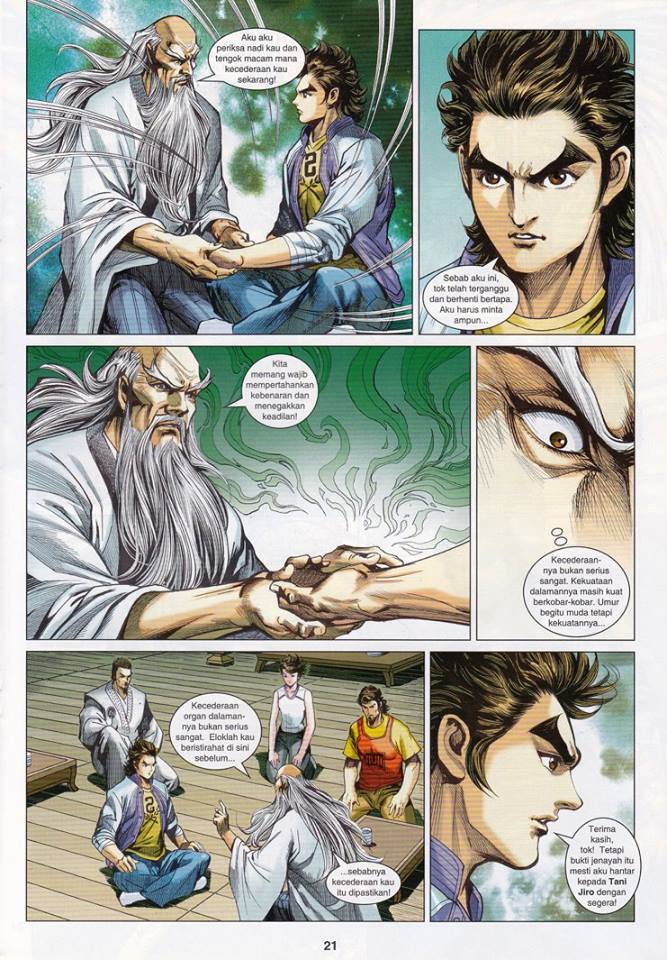 Aku aku
periksa nadi kau dan
tengok macam mana
kecederaan kau
sekarang!
2
Sebab aku ini,
tok telah terganggu
dan berhenti bertapa.
Aku harus minta
ampun...
Kita
memang wajib
mempertahankan
kebenaran dan
menegakkan
keadilan!
Kecederaan-
nya bukan serius
sangat. Kekuataan
dalamannya masih kuat
berkobar-kobar. Umur
begitu muda tetapi
kekuatannya...
Kecederaan
organ dalaman-
nya bukan serius
sangat. Eloklah kau
beristirahat di sini
sebelum...
2
...sebabnya
kecederaan kau
itu dipastikan!
Terima
kasih,
tok! Tetapi
bukti jenayah itu
mesti aku hantar
kepada Tani
Jiro dengan
segera!
21